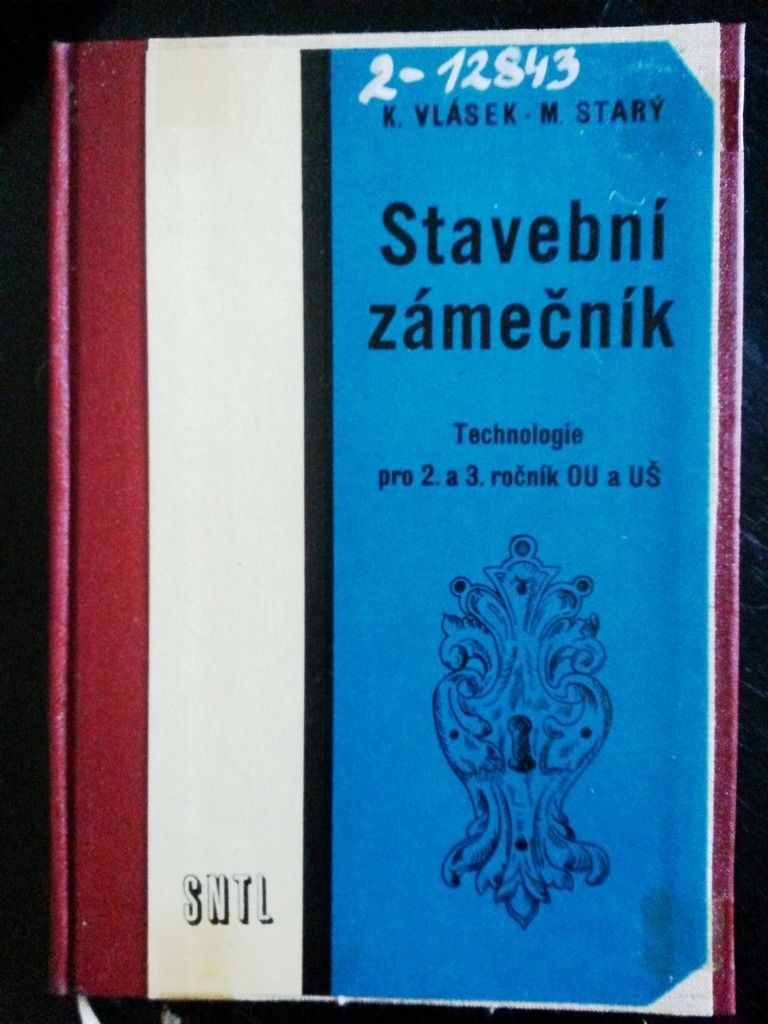 2-12843
K. VLÁSEK - M. STARÝ
Stavební
zámečník
Technologie
pro 2. a 3. ročník OU a UŠ
SNTL